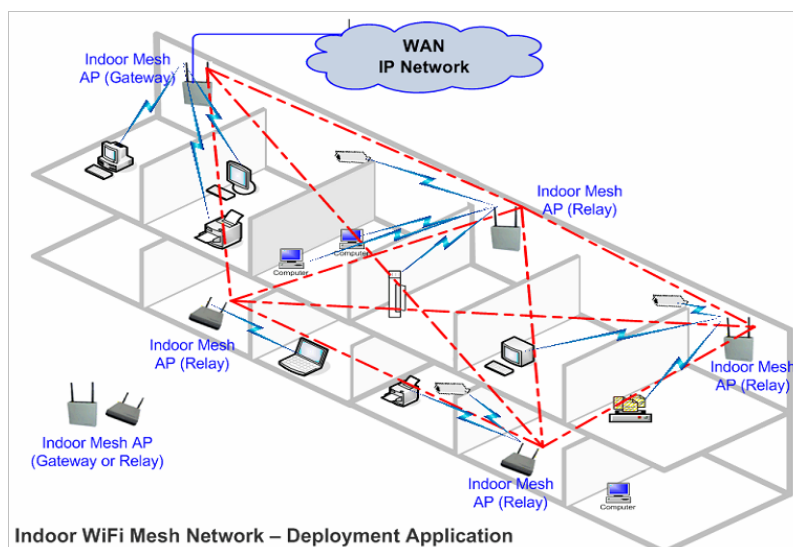 WAN
IP Network
Indoor Mesh
AP (Gateway)
Indoor Mesh
AP (Relay)
Computer
Computer
Indoor Mesh
AP (Relay)
Indoor Mesh
AP (Relay)
Indoor Mesh AP
(Gateway or Relay)
Indoor Mesh
AP (Relay)
Computer
Indoor WiFi Mesh Network – Deployment Application